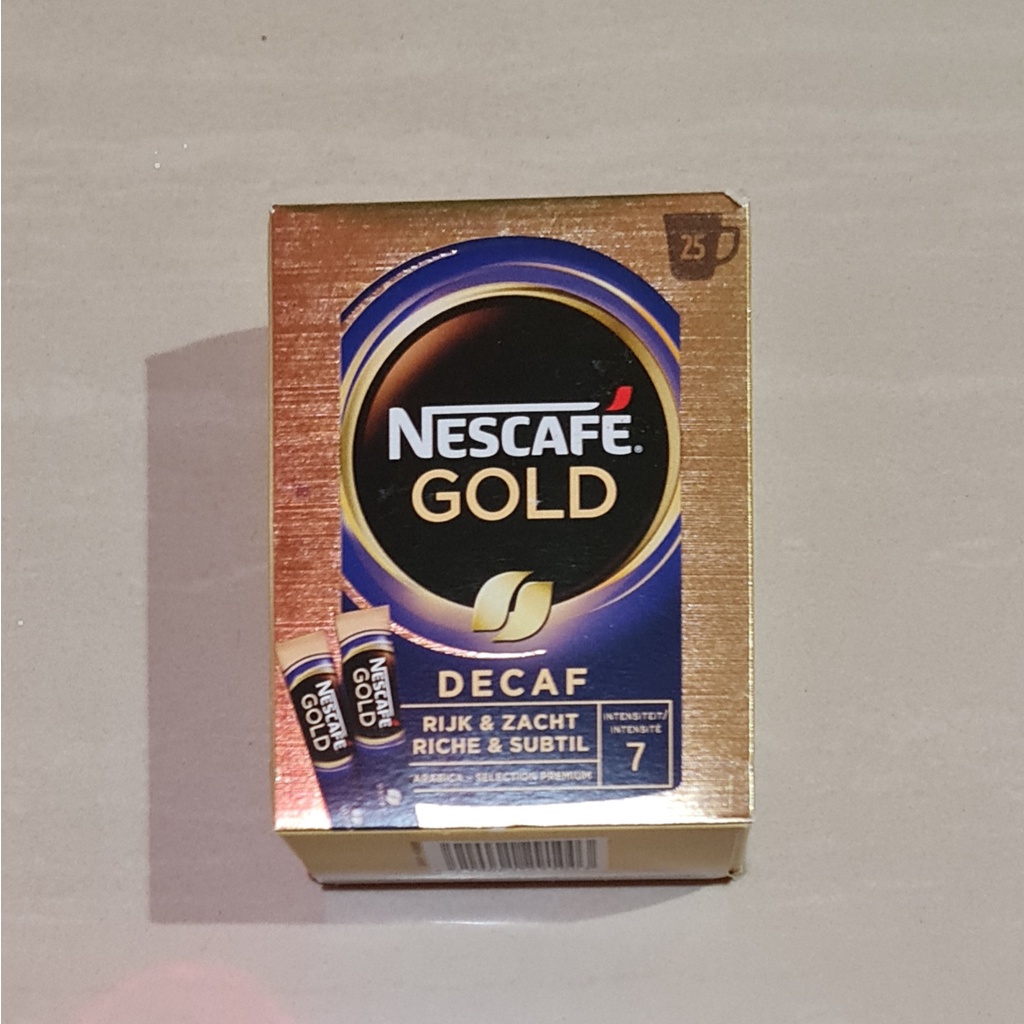 25
NESCAFÉ®
GOLD
DECAF
RIJK & ZACHT
RICHE & SUBTIL
INTENSITEIT/
INTENSITÉ
7
ARABICA - SELECTION PREMIUM
NESCAFÉ
GOLD
NESCAFÉ
GOLD